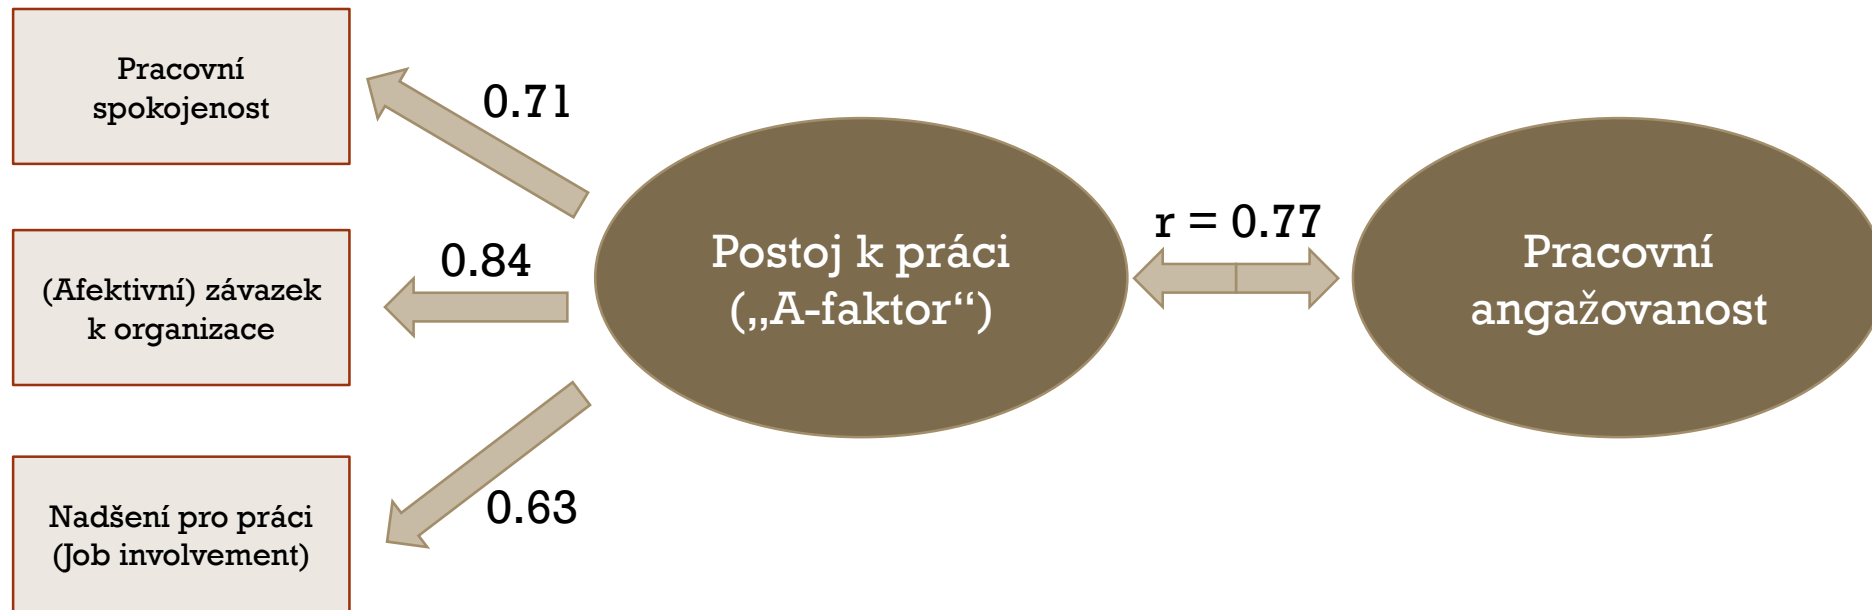 Pracovní
spokojenost
0.71
(Afektivní) závazek
k organizace
0.84
Nadšení pro práci
(Job involvement)
0.63
Postoj k práci
(„A-faktor“)
r = 0.77
Pracovní
angažovanost